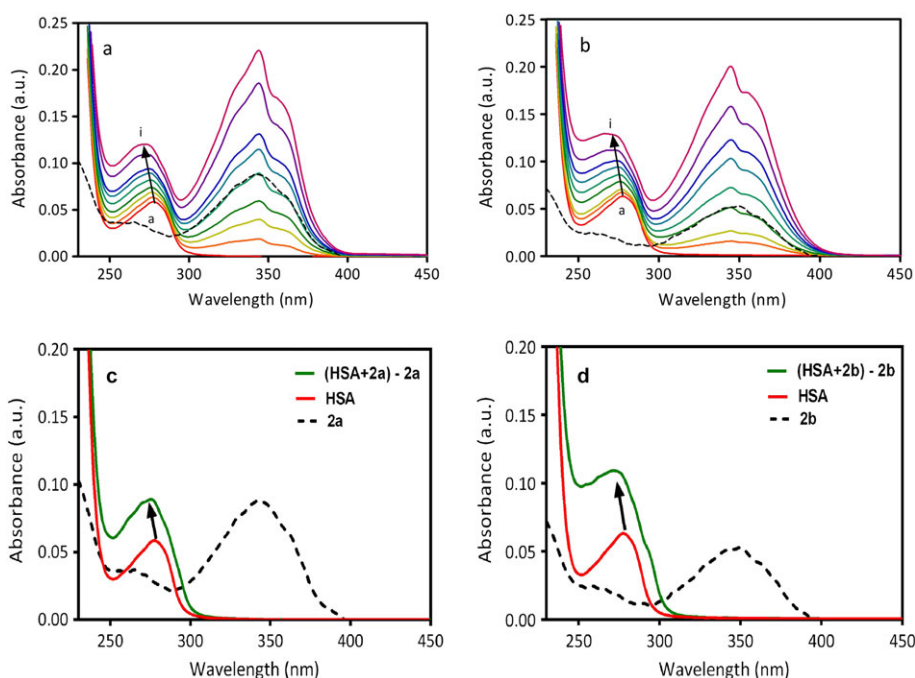 a
Absorbance (a.u.)
0.25
0.20
0.15
0.10
0.05
0.00
i
a
250 300 350 400 450
Wavelength (nm)
b
Absorbance (a.u.)
0.25
0.20
0.15
0.10
0.05
0.00
i
a
250 300 350 400 450
Wavelength (nm)
c
Absorbance (a.u.)
0.20
0.15
0.10
0.05
0.00
(HSA+2a) - 2a
HSA
2a
250 300 350 400 450
Wavelength (nm)
d
Absorbance (a.u.)
0.20
0.15
0.10
0.05
0.00
(HSA+2b) - 2b
HSA
2b
250 300 350 400 450
Wavelength (nm)